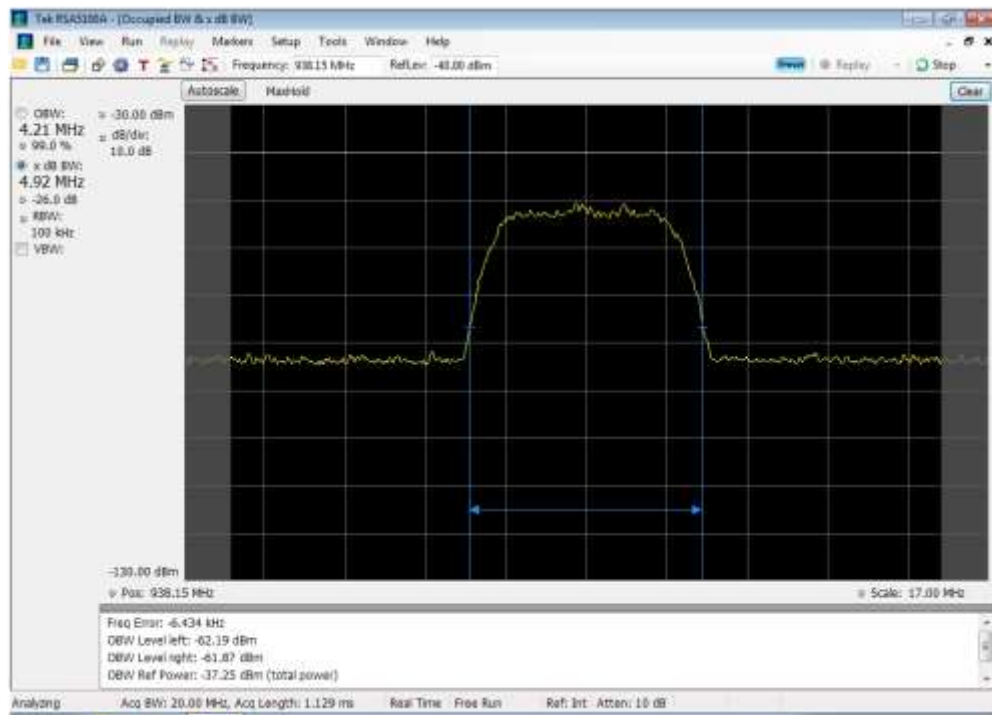 Tek RSA5100A - [Occupied BW & x dB BW]
File View Run Replay Markers Setup Tools Window Help
Frequency: 938.15 MHz RefLev: -40.00 dBm Preset Replay Stop
Autoscale MaxHold Clear
OBW:
4.21 MHz
99.0 %
x dB BW:
4.92 MHz
-26.0 dB
RBW:
100 kHz
VBW:
-30.00 dBm
dB/div:
10.0 dB
-130.00 dBm
Pos: 938.15 MHz Scale: 17.00 MHz
Freq Error: -6.434 kHz
OBW Level left: -62.19 dBm
OBW Level right: -61.87 dBm
OBW Ref Power: -37.25 dBm (total power)
Analyzing Acq BW: 20.00 MHz, Acq Length: 1.129 ms Real Time Free Run Ref: Int Atten: 10 dB